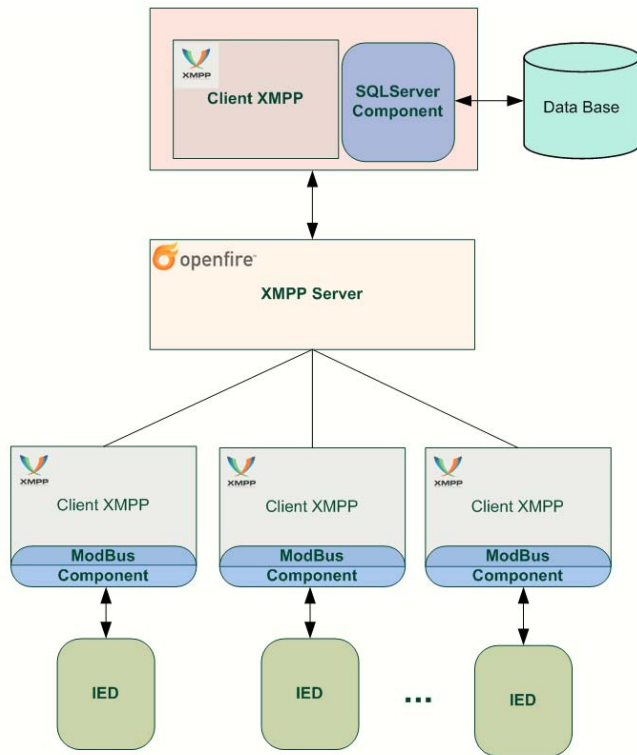 XMPP
Client XMPP
SQLServer
Component
Data Base
openfire™
XMPP Server
XMPP
Client XMPP
ModBus
Component
XMPP
Client XMPP
ModBus
Component
XMPP
Client XMPP
ModBus
Component
IED
IED
...
IED